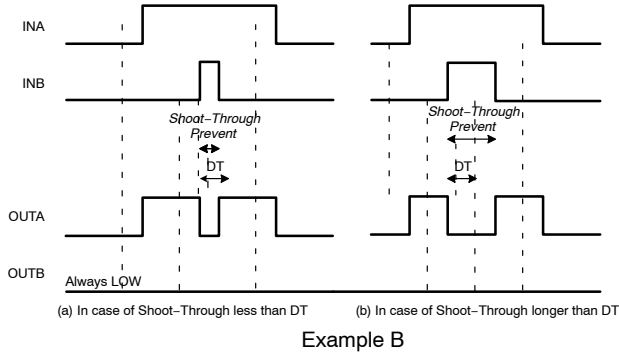 INA
INB
Shoot−Through
Prevent
DT
Shoot−Through
Prevent
DT
OUTA
OUTB
Always LOW
(a) In case of Shoot−Through less than DT
(b) In case of Shoot−Through longer than DT
Example B